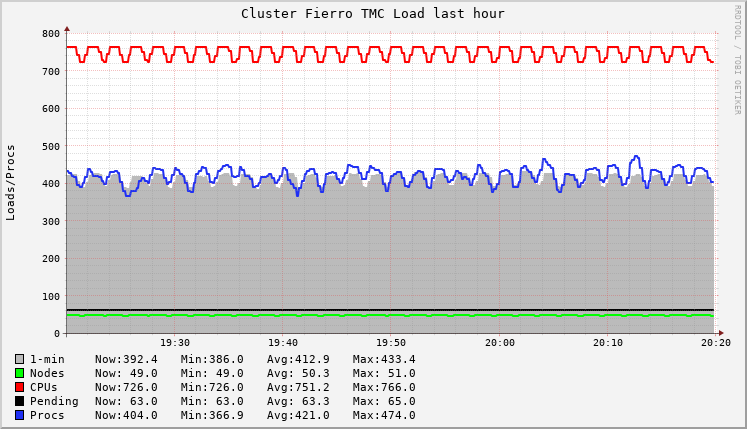 Cluster Fierro TMC Load last hour
RRDTOOL / TOBI OETIKER
Loads/Procs
800
700
600
500
400
300
200
100
0
19:30 19:40 19:50 20:00 20:10 20:20
1-min Now:392.4 Min:386.0 Avg:412.9 Max:433.4
Nodes Now: 49.0 Min: 49.0 Avg: 50.3 Max: 51.0
CPUs Now:726.0 Min:726.0 Avg:751.2 Max:766.0
Pending Now: 63.0 Min: 63.0 Avg: 63.3 Max: 65.0
Procs Now:404.0 Min:366.9 Avg:421.0 Max:474.0